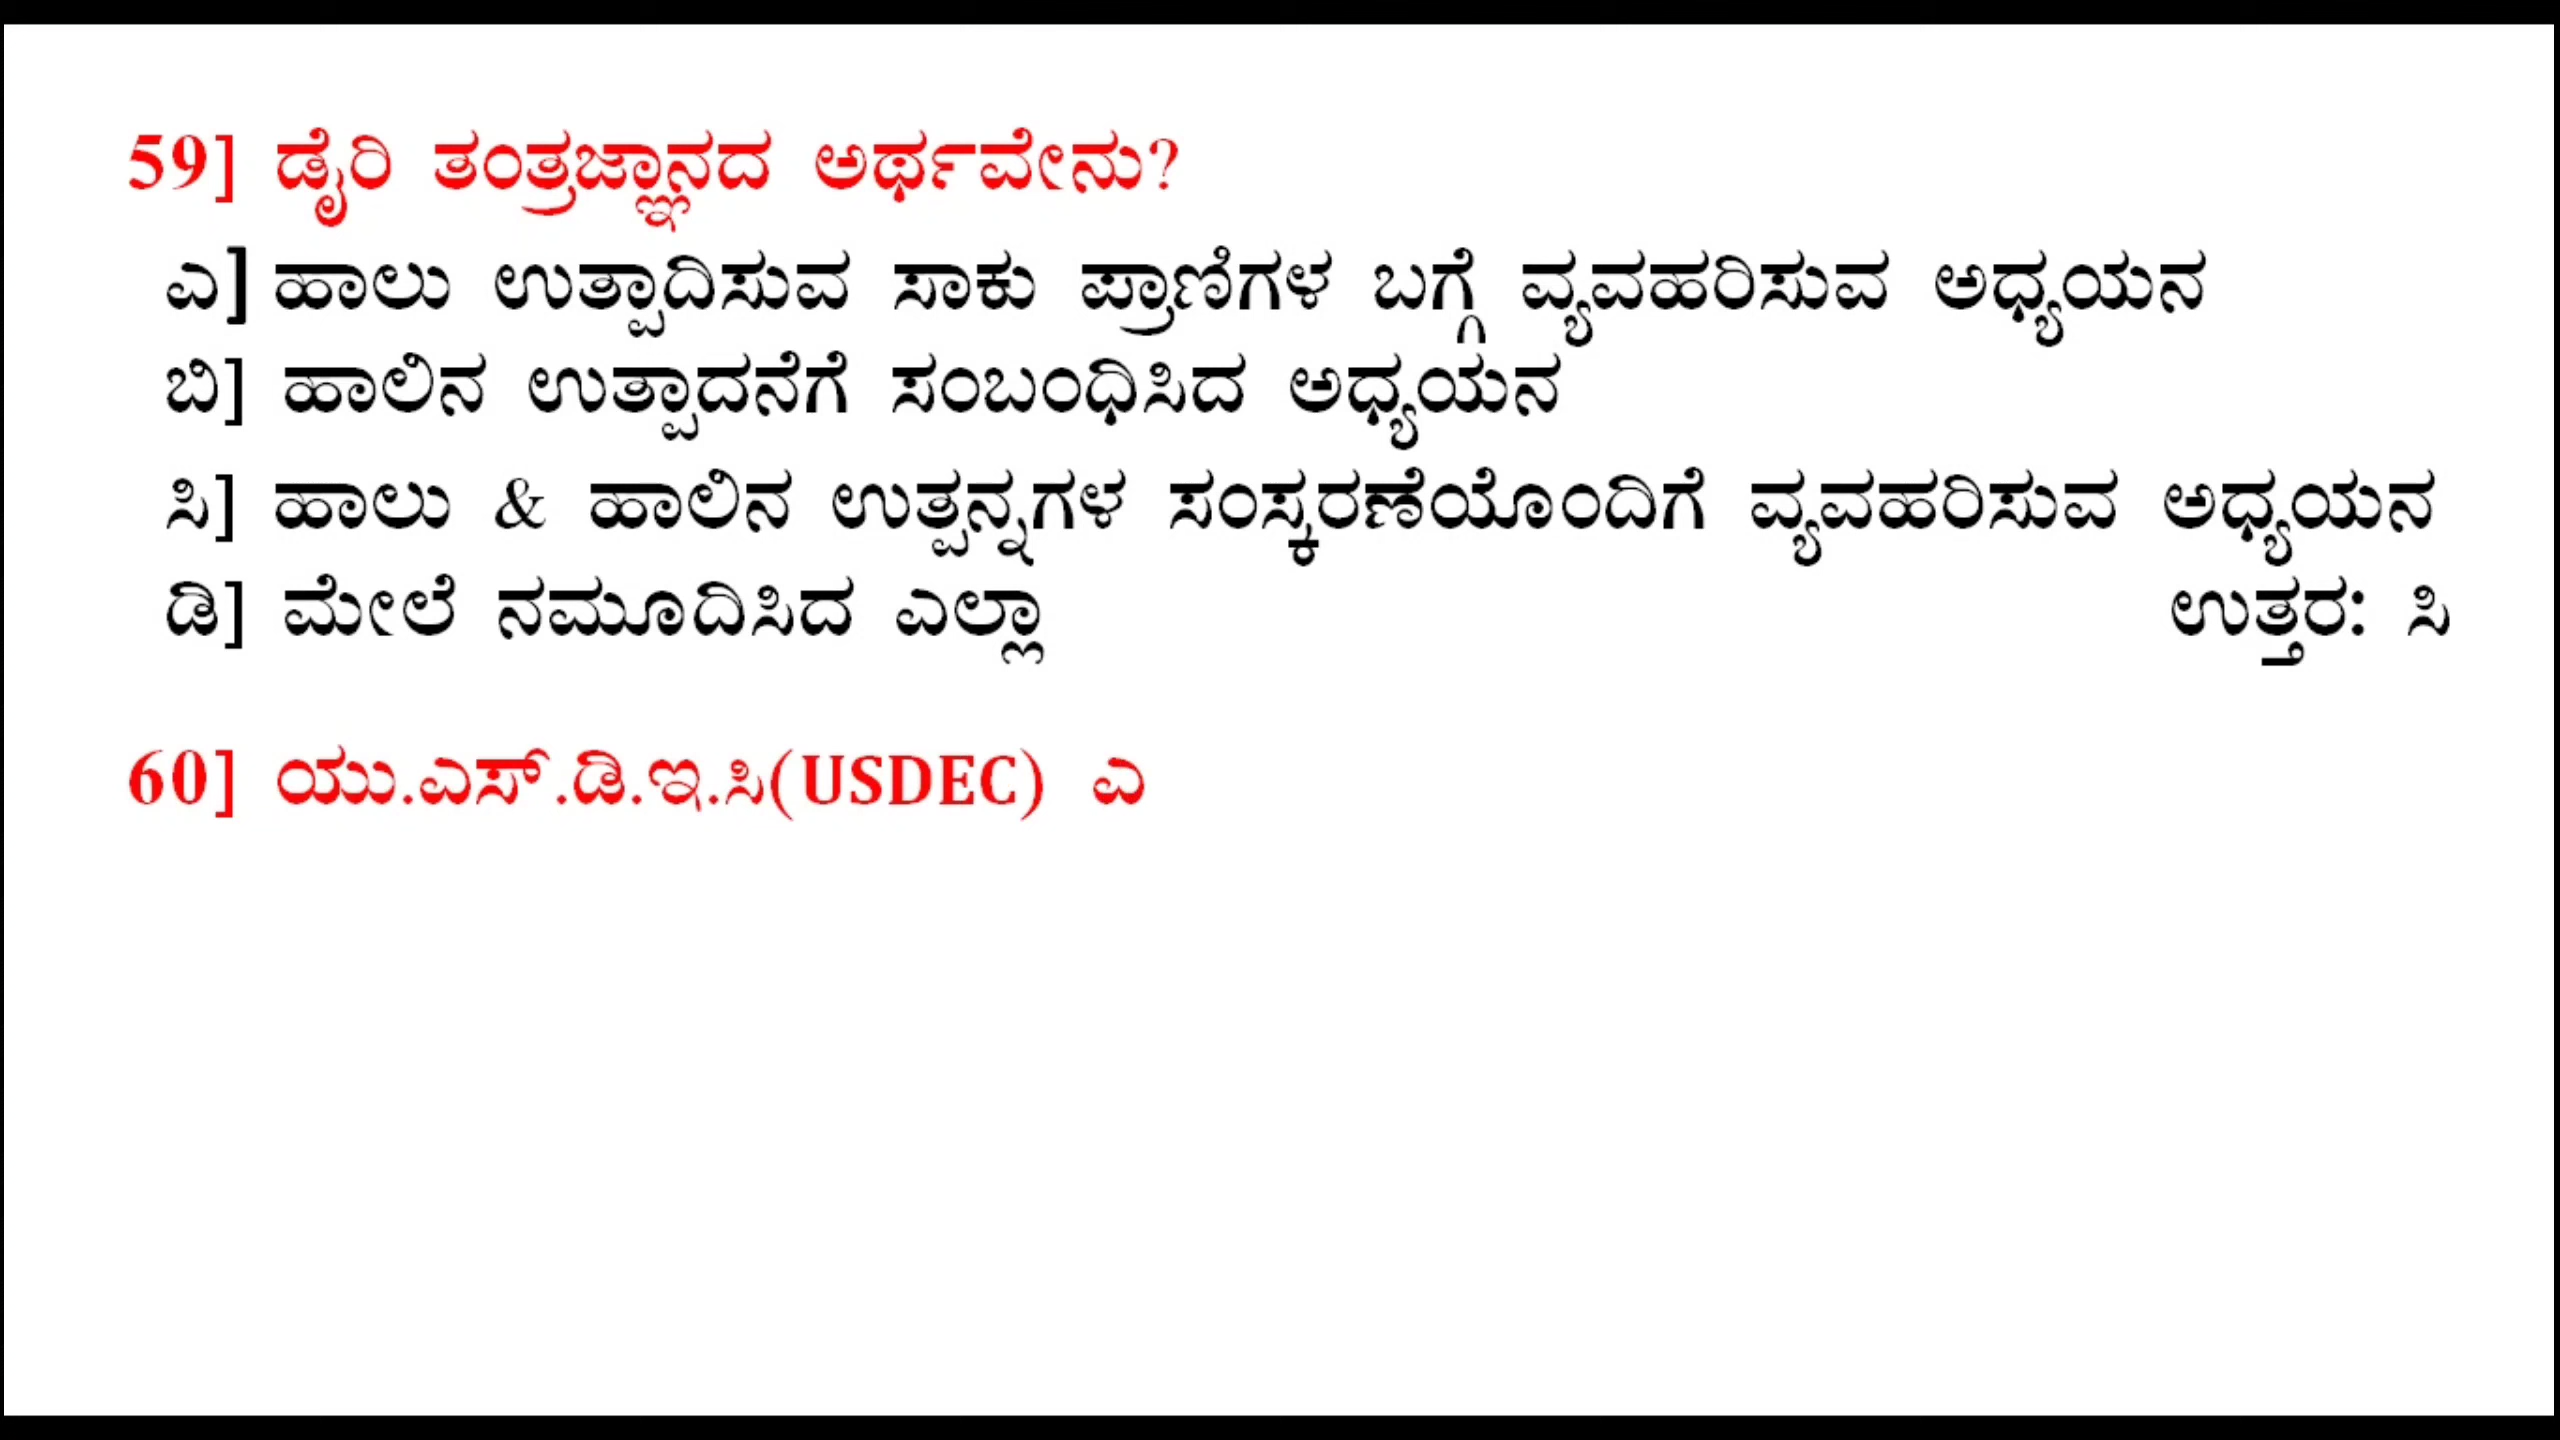 59] ಡೈರಿ ತಂತ್ರಜ್ಞಾನದ ಅರ್ಥವೇನು?
ಎ] ಹಾಲು ಉತ್ಪಾದಿಸುವ ಸಾಕು ಪ್ರಾಣಿಗಳ ಬಗ್ಗೆ ವ್ಯವಹರಿಸುವ ಅಧ್ಯಯನ
ಬಿ] ಹಾಲಿನ ಉತ್ಪಾದನೆಗೆ ಸಂಬಂಧಿಸಿದ ಅಧ್ಯಯನ
ಸಿ] ಹಾಲು & ಹಾಲಿನ ಉತ್ಪನ್ನಗಳ ಸಂಸ್ಕರಣೆಯೊಂದಿಗೆ ವ್ಯವಹರಿಸುವ ಅಧ್ಯಯನ
ಡಿ] ಮೇಲೆ ನಮೂದಿಸಿದ ಎಲ್ಲಾ ಉತ್ತರ: ಸಿ
60] ಯು.ಎಸ್.ಡಿ.ಇ.ಸಿ(USDEC) ಎ